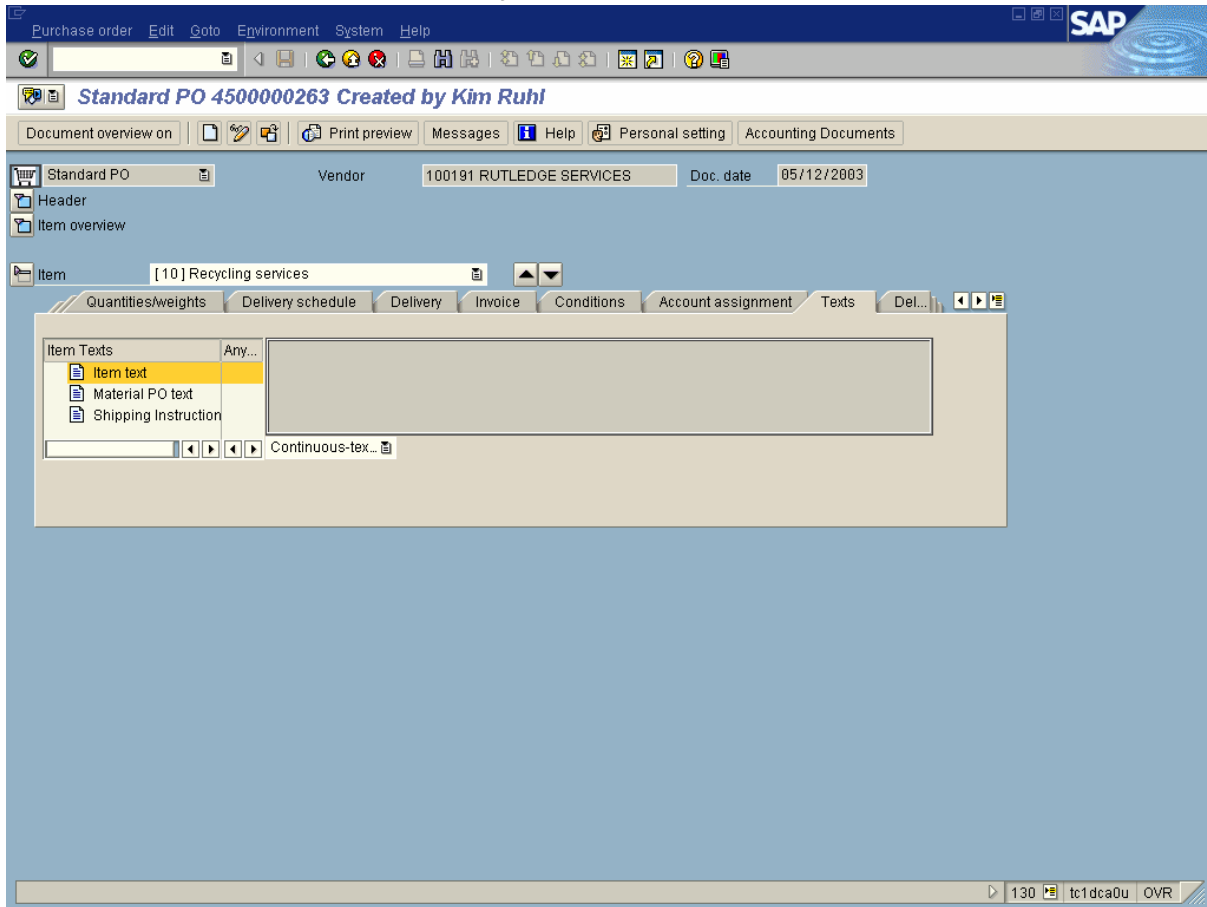 Purchase order Edit Goto Environment System Help
SAP
Standard PO 4500000263 Created by Kim Ruhl
Document overview on Print preview Messages Help Personal setting Accounting Documents
Standard PO Vendor 100191 RUTLEDGE SERVICES Doc. date 05/12/2003
Header
Item overview
Item [ 10 ] Recycling services
Quantities/weights Delivery schedule Delivery Invoice Conditions Account assignment Texts Del...
Item Texts Any...
Item text
Material PO text
Shipping Instruction
Continuous-tex...
130 tc1dca0u OVR